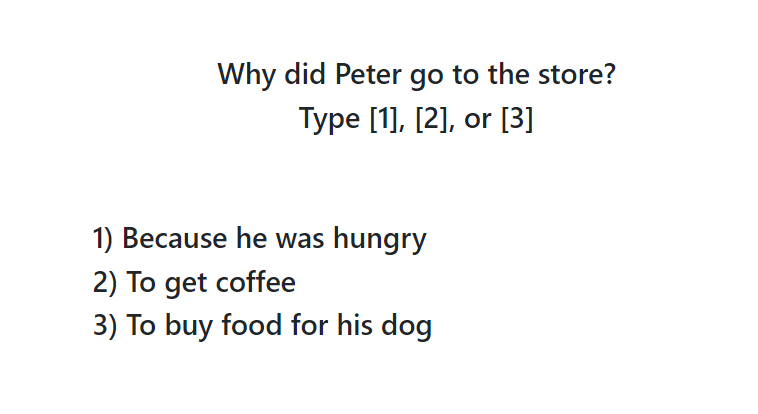 Why did Peter go to the store?
Type [1], [2], or [3]
1) Because he was hungry
2) To get coffee
3) To buy food for his dog